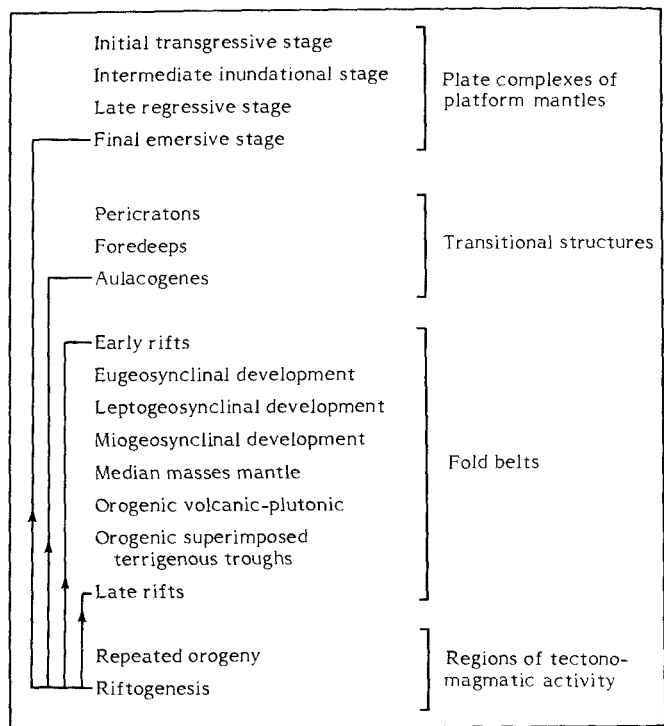 Initial transgressive stage
Intermediate inundational stage
Late regressive stage
Final emersive stage
Plate complexes of
platform mantles
Pericratons
Foredeeps
Aulacogenes
Transitional structures
Early rifts
Eugeosynclinal development
Leptogeosynclinal development
Miogeosynclinal development
Median masses mantle
Orogenic volcanic-plutonic
Orogenic superimposed
terrigenous troughs
Late rifts
Fold belts
Repeated orogeny
Riftogenesis
Regions of tectono-
magmatic activity